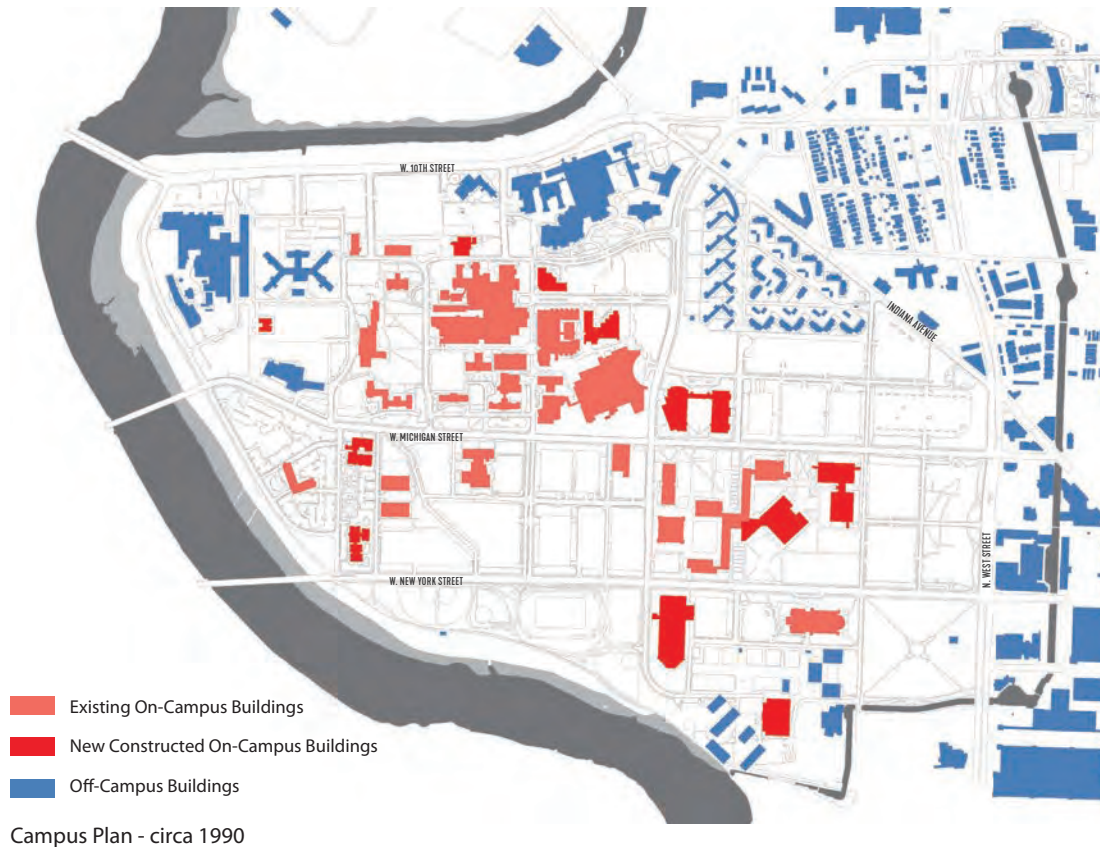 W. 10TH STREET
INDIANA AVENUE
W. MICHIGAN STREET
N. WEST STREET
W. NEW YORK STREET
Existing On-Campus Buildings
New Constructed On-Campus Buildings
Off-Campus Buildings
Campus Plan - circa 1990